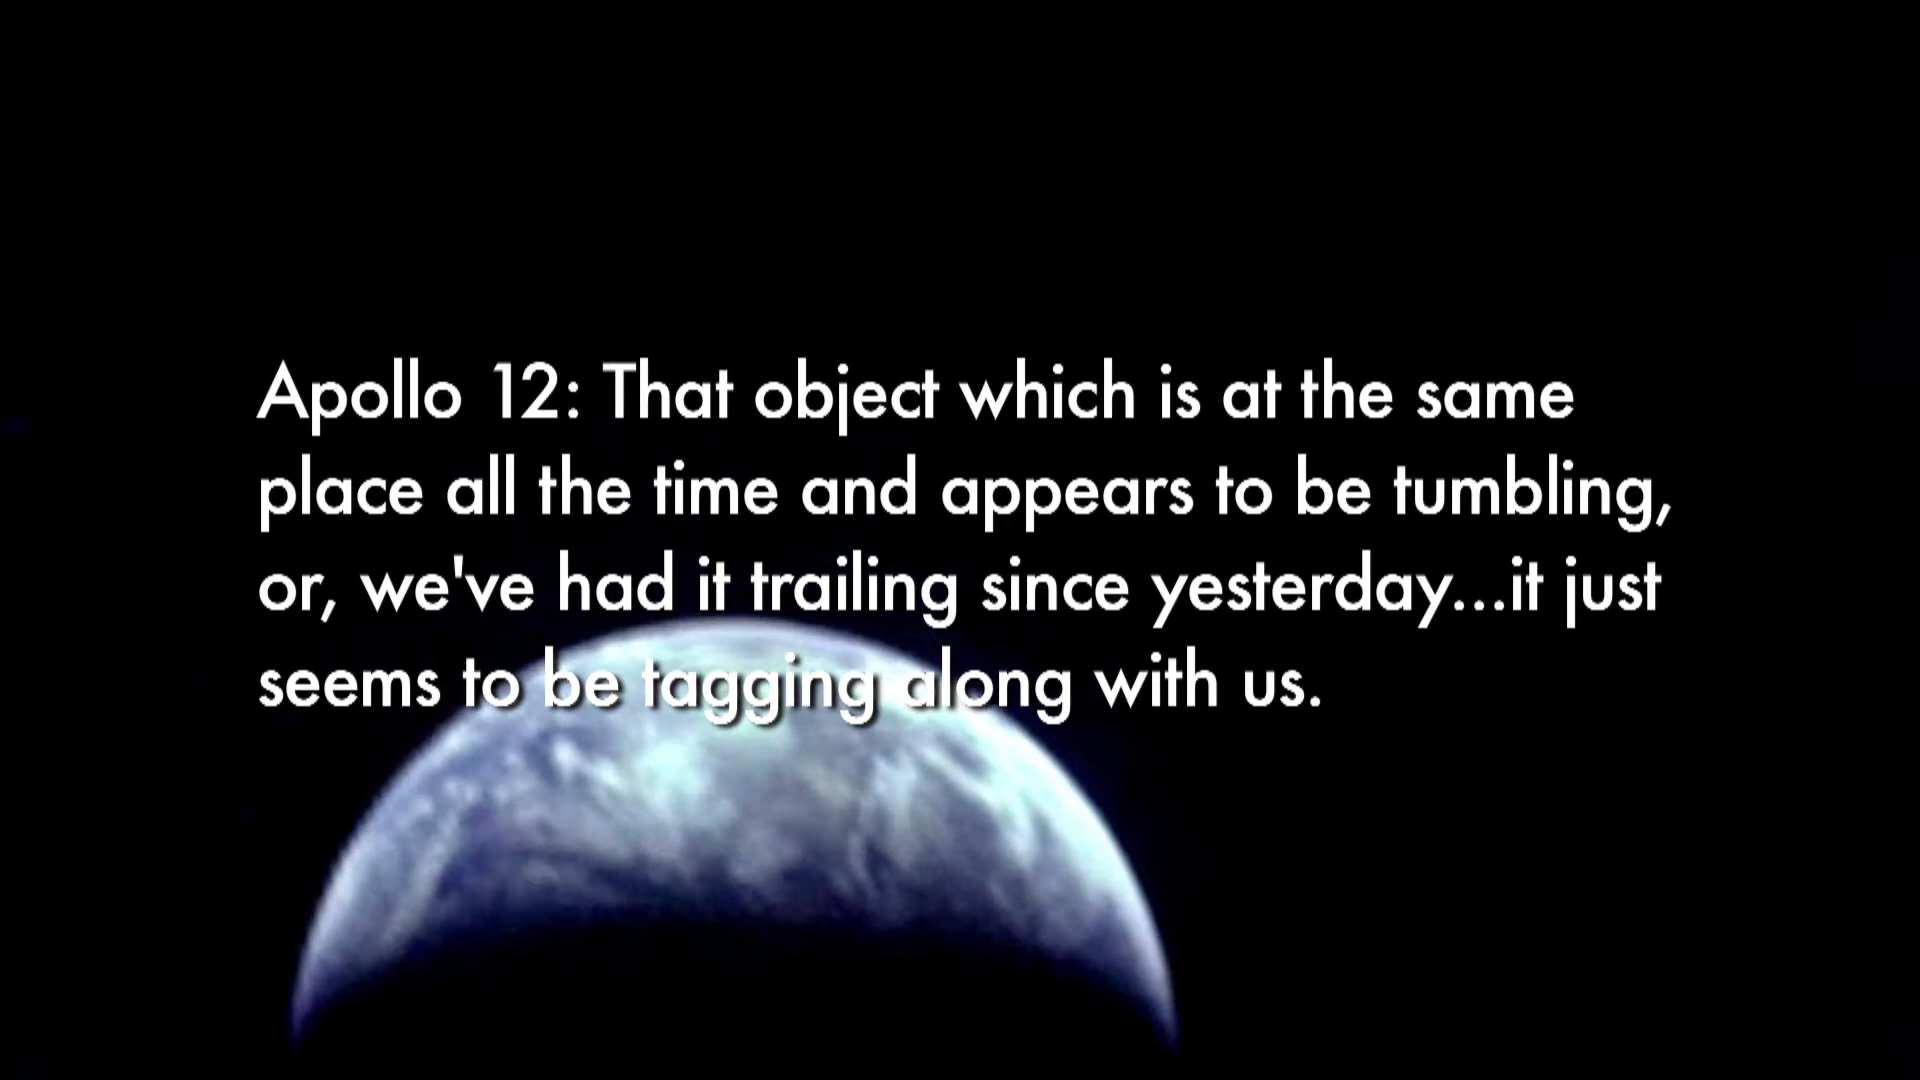 Apollo 12: That object which is at the same
place all the time and appears to be tumbling,
or, we've had it trailing since yesterday...it just
seems to be tagging along with us.